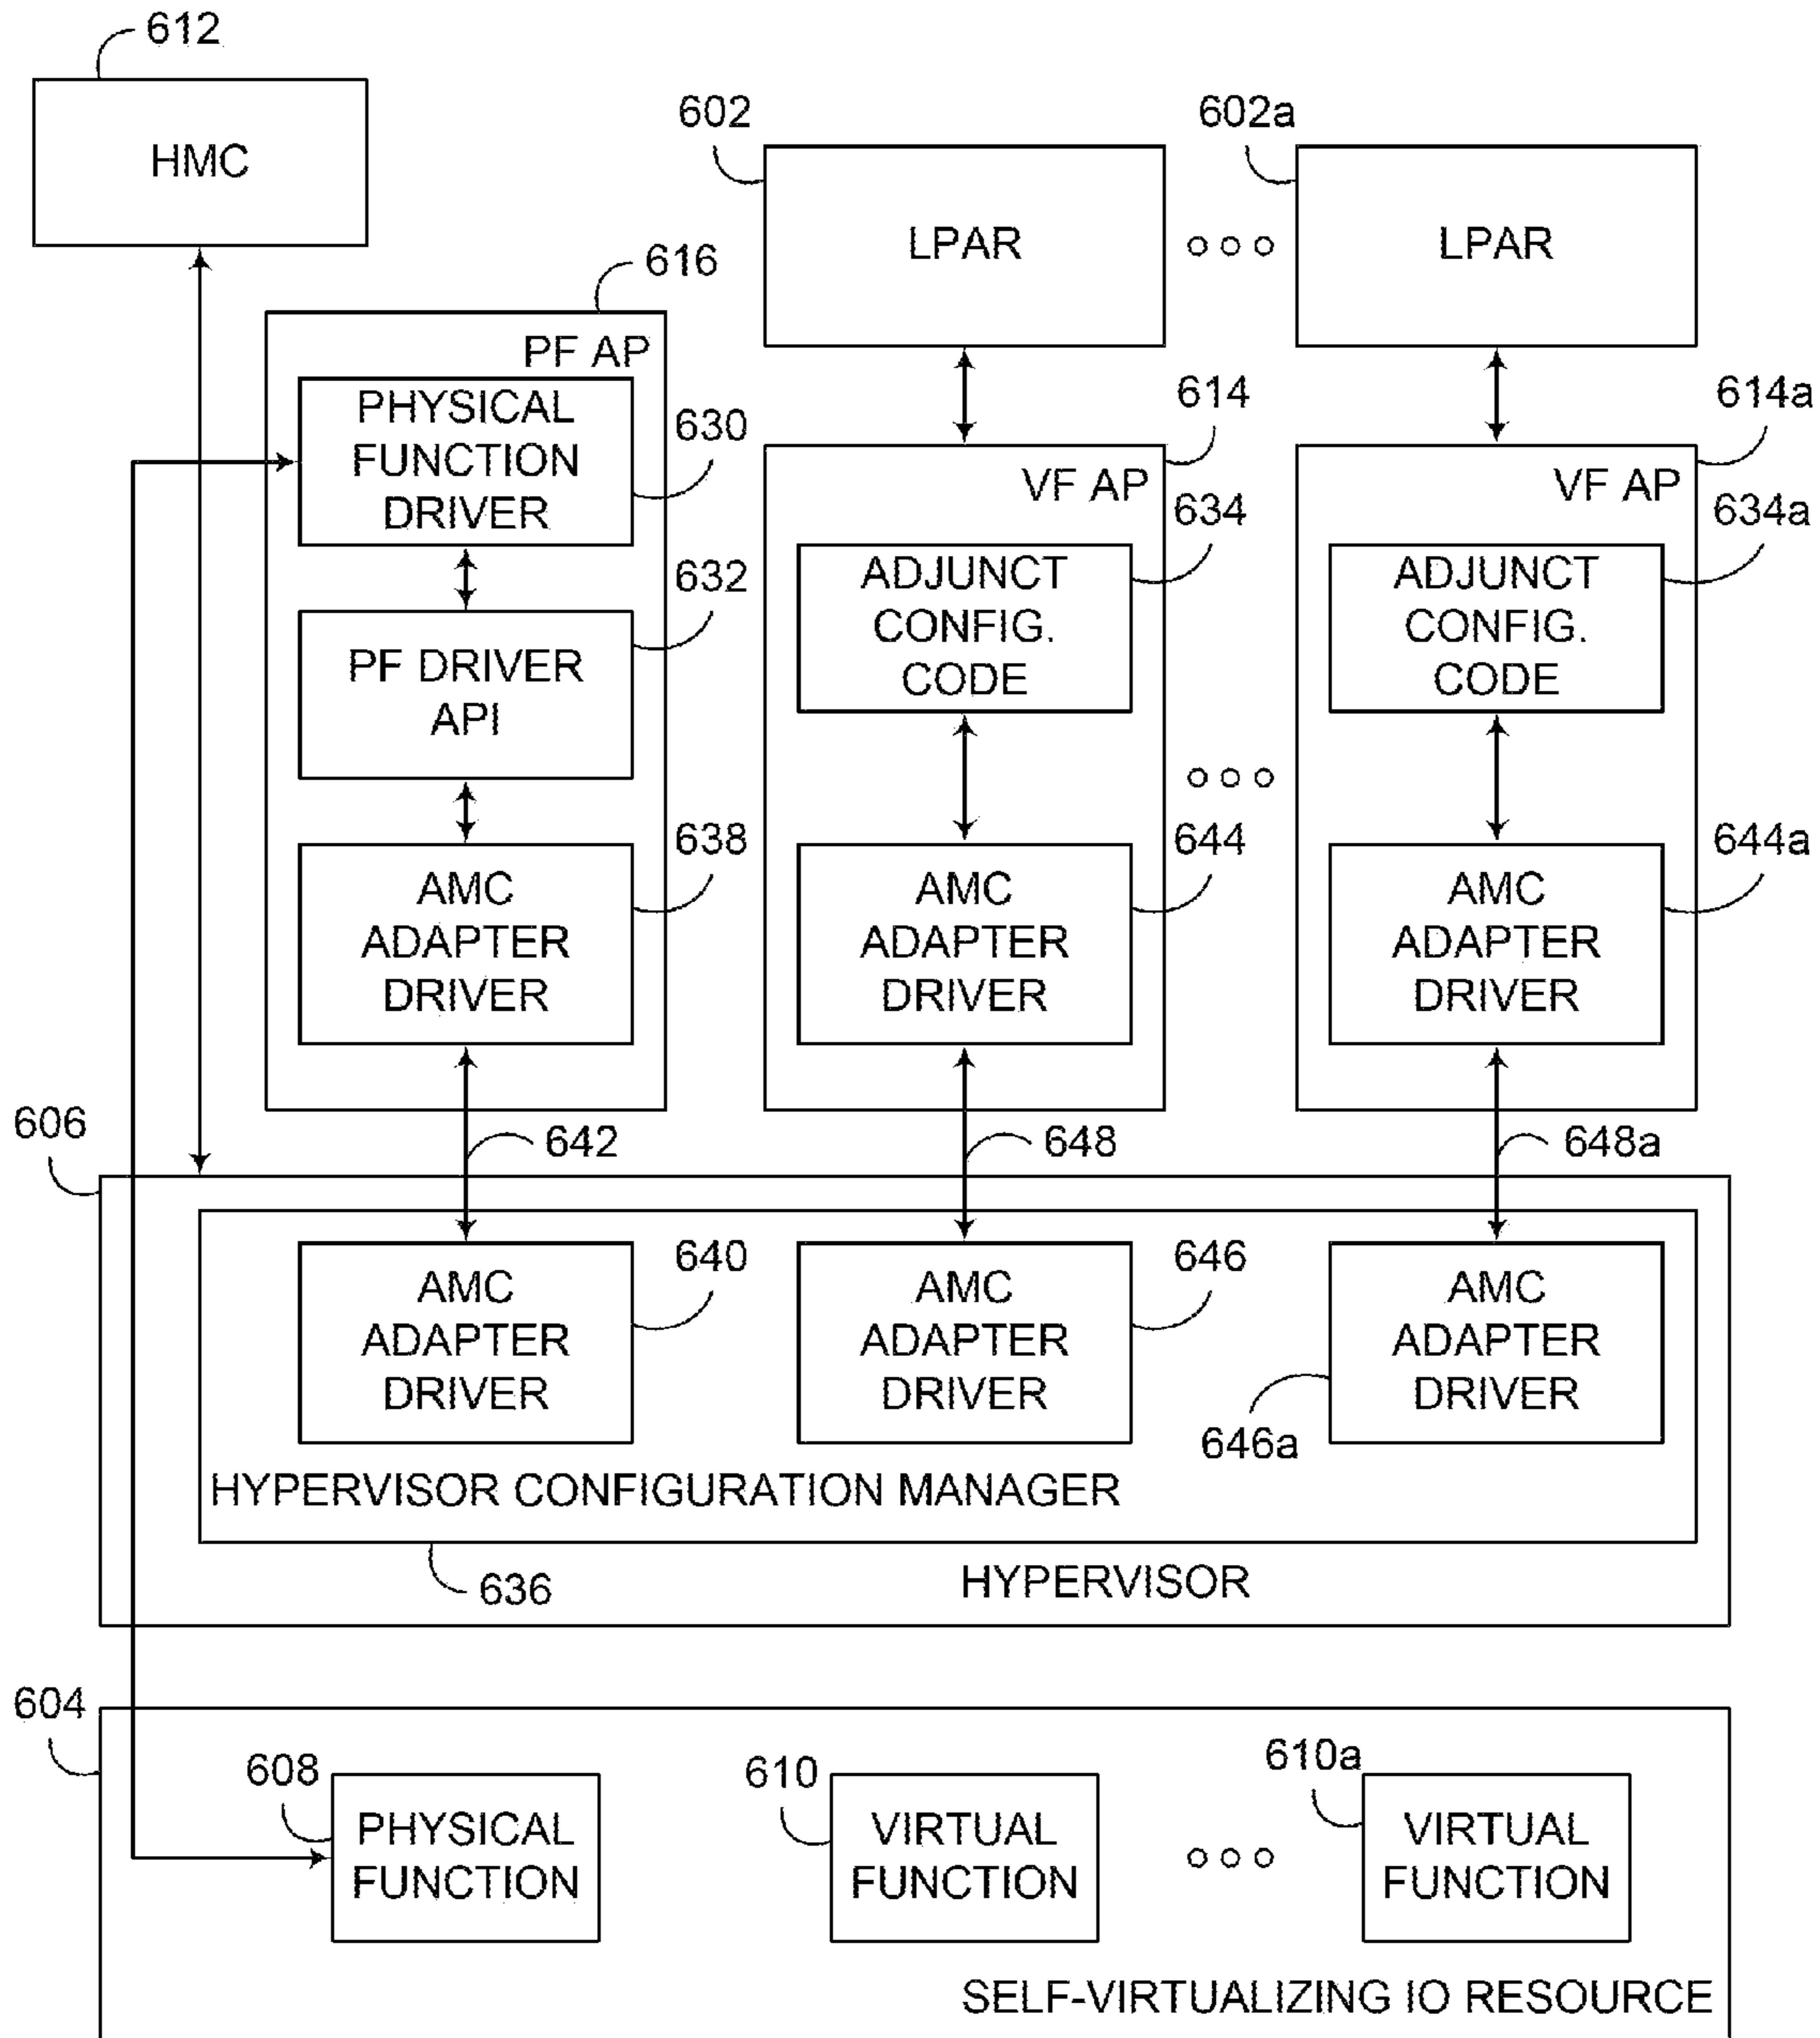 612
HMC
602
602a
LPAR
LPAR
616
PF AP
PHYSICAL
FUNCTION
DRIVER
630
614
614a
VF AP
VF AP
632
634
634a
PF DRIVER
API
ADJUNCT
CONFIG.
CODE
ADJUNCT
CONFIG.
CODE
638
644
644a
AMC
ADAPTER
DRIVER
AMC
ADAPTER
DRIVER
AMC
ADAPTER
DRIVER
606
642
648
648a
640
646
AMC
ADAPTER
DRIVER
AMC
ADAPTER
DRIVER
AMC
ADAPTER
DRIVER
646a
HYPERVISOR CONFIGURATION MANAGER
636
HYPERVISOR
604
608
610
610a
PHYSICAL
FUNCTION
VIRTUAL
FUNCTION
VIRTUAL
FUNCTION
SELF-VIRTUALIZING IO RESOURCE